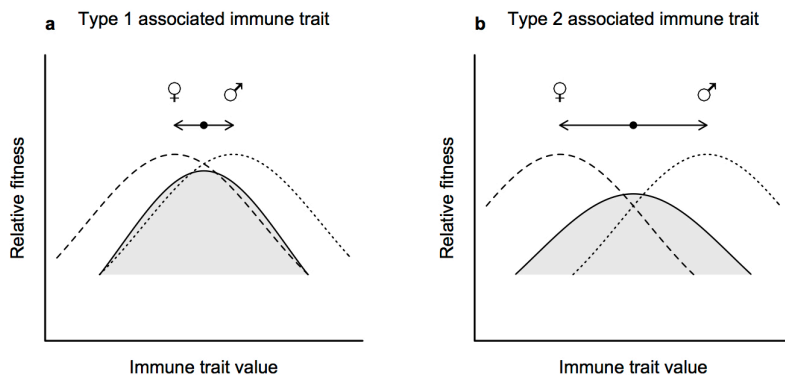 a Type 1 associated immune trait
♀ ♂
Relative fitness
Immune trait value
b Type 2 associated immune trait
♀ ♂
Relative fitness
Immune trait value